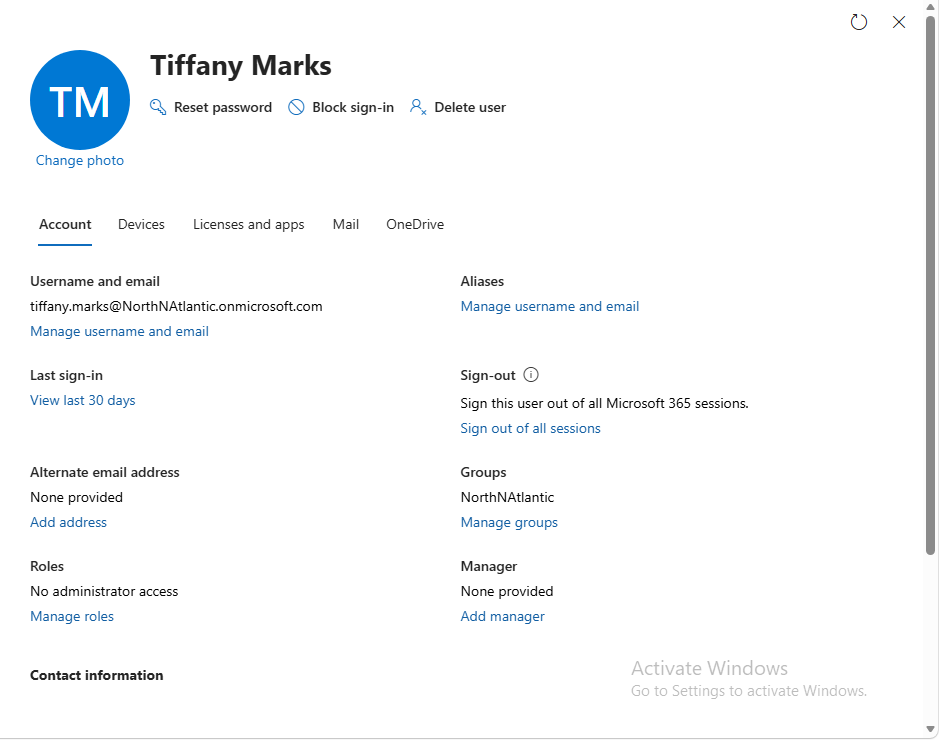 Tiffany Marks
TM
Reset password
Block sign-in
Delete user
Change photo
Account
Devices
Licenses and apps
Mail
OneDrive
Username and email
tiffany.marks@NorthNAtlantic.onmicrosoft.com
Manage username and email
Aliases
Manage username and email
Last sign-in
View last 30 days
Sign-out
Sign this user out of all Microsoft 365 sessions.
Sign out of all sessions
Alternate email address
None provided
Add address
Groups
NorthNAtlantic
Manage groups
Roles
No administrator access
Manage roles
Manager
None provided
Add manager
Contact information
Activate Windows
Go to Settings to activate Windows.